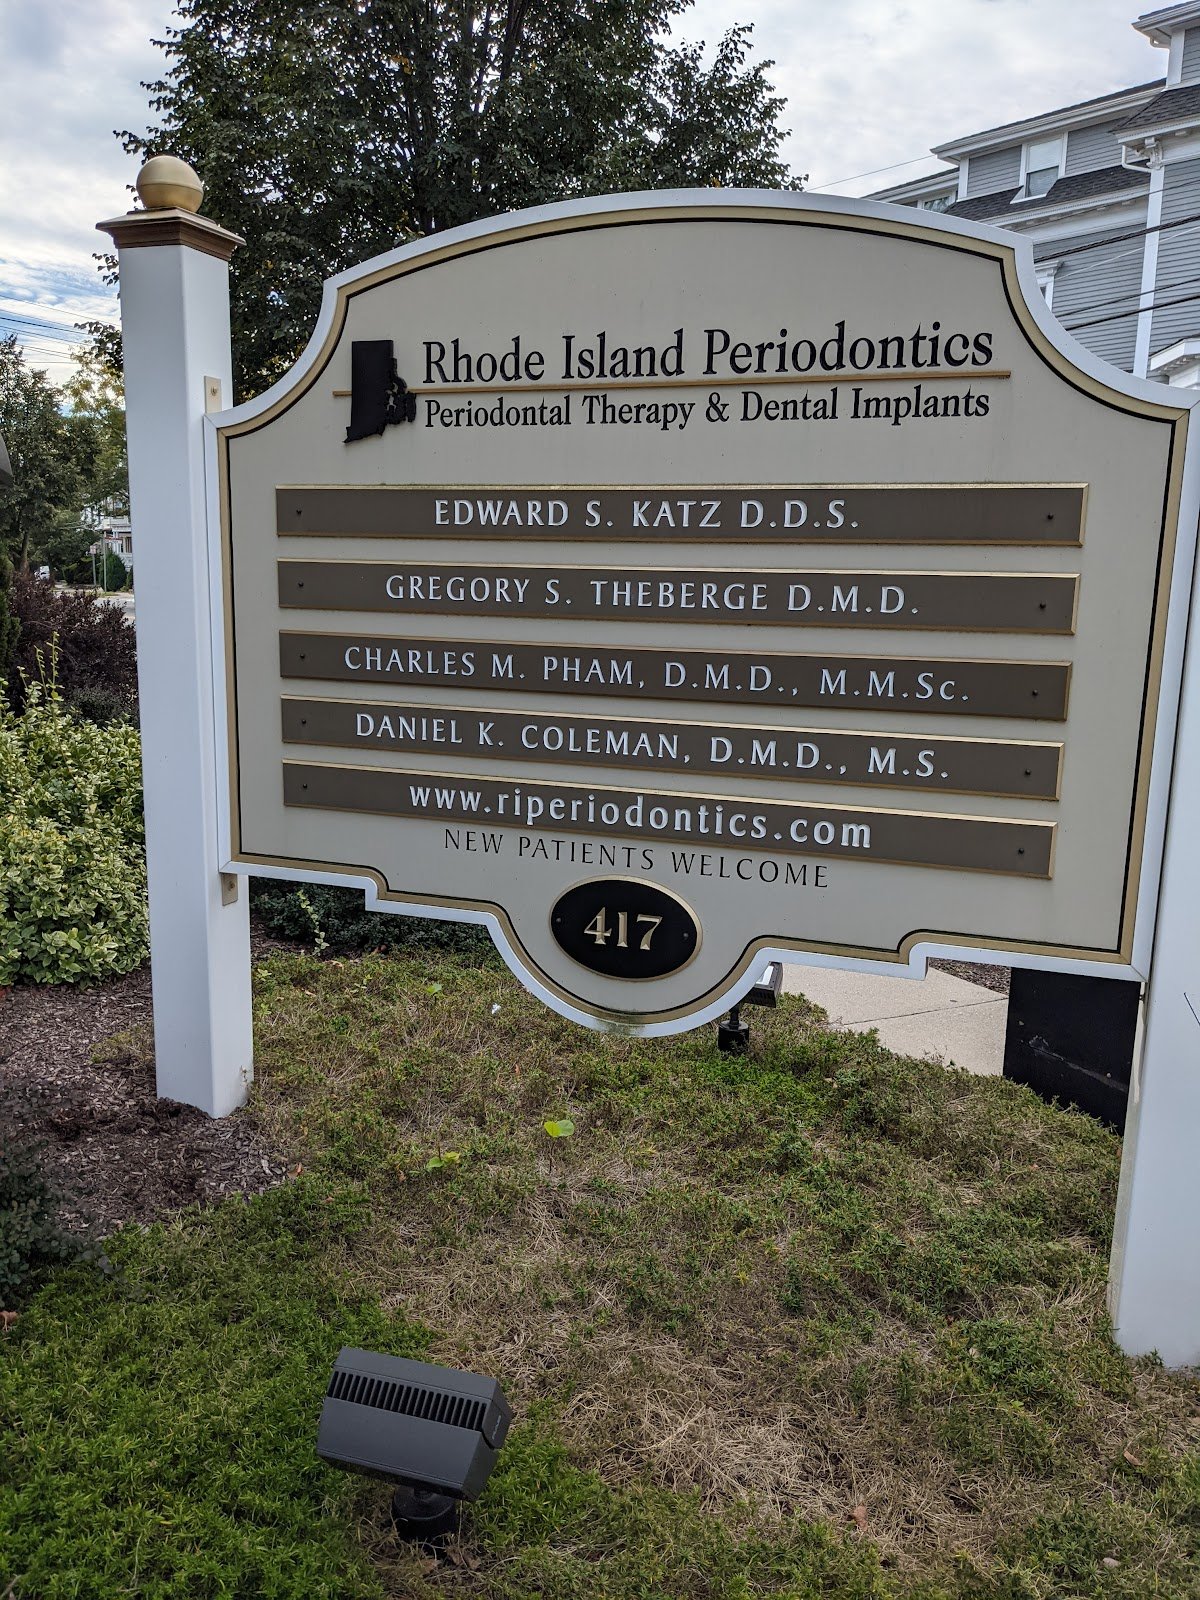 Rhode Island Periodontics
Periodontal Therapy & Dental Implants
EDWARD S. KATZ D.D.S.
GREGORY S. THEBERGE D.M.D.
CHARLES M. PHAM, D.M.D., M.M.Sc.
DANIEL K. COLEMAN, D.M.D., M.S.
www.riperiodontics.com
NEW PATIENTS WELCOME
417